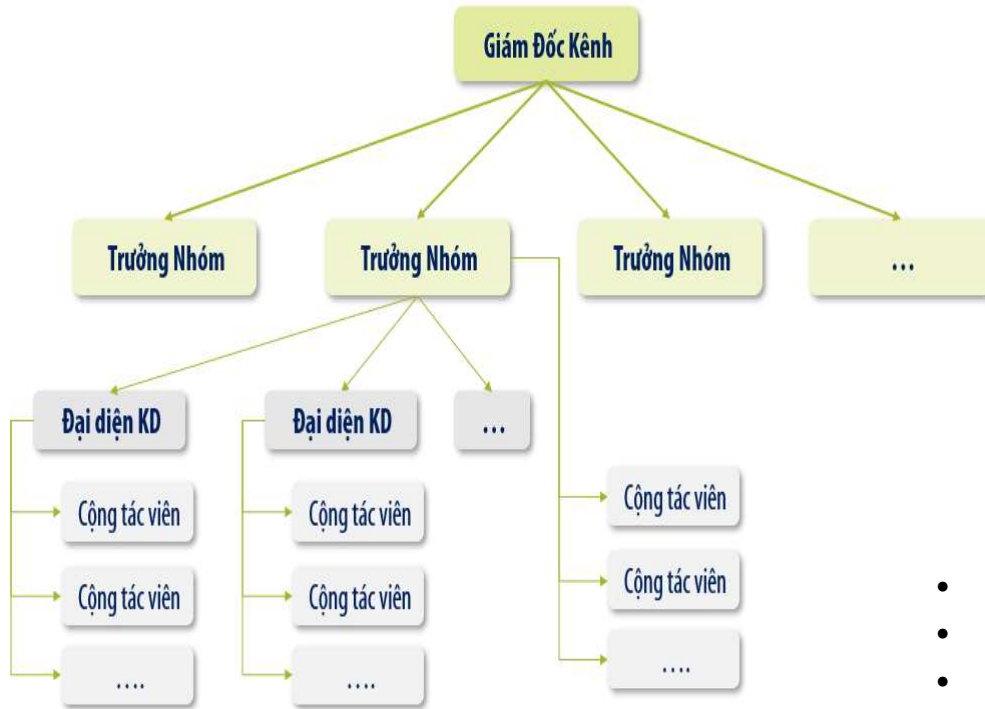 Giám Đốc Kênh
Trưởng Nhóm
Trưởng Nhóm
Trưởng Nhóm
...
Đại diện KD
Đại diện KD
...
Cộng tác viên
Cộng tác viên
Cộng tác viên
Cộng tác viên
Cộng tác viên
Cộng tác viên
....
....
....
•
•
•